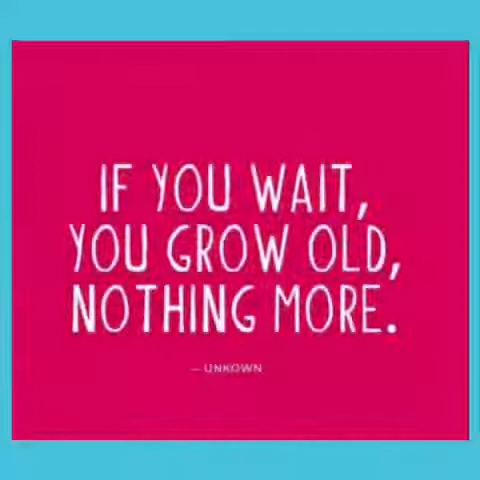 IF YOU WAIT,
YOU GROW OLD,
NOTHING MORE.
— UNKOWN